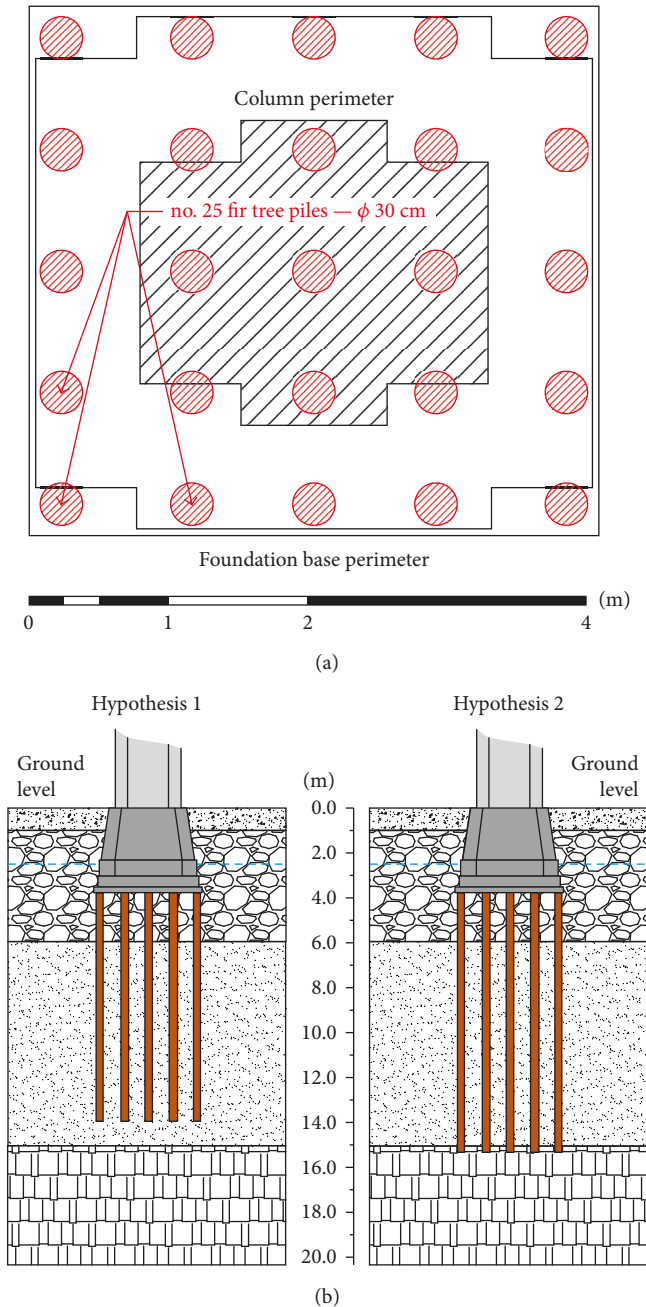 Column perimeter
no. 25 fir tree piles — ϕ 30 cm
Foundation base perimeter
(m)
0 1 2 4
(a)
Hypothesis 1 Hypothesis 2
Ground level
(m)
Ground level
0.0
2.0
4.0
6.0
8.0
10.0
12.0
14.0
16.0
18.0
20.0
(b)